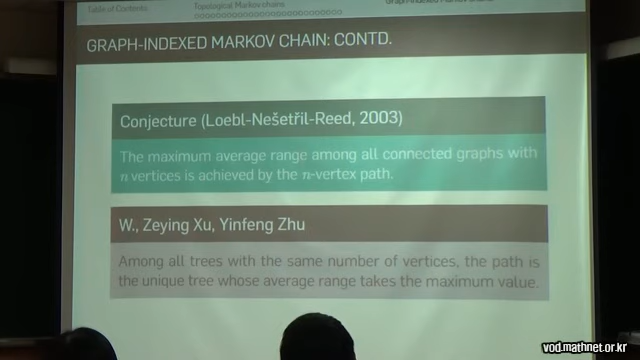 Table of Contents
Topological Markov chains
Graph-Indexed Markov Chain
GRAPH-INDEXED MARKOV CHAIN: CONTD.
Conjecture (Loebl-Nešetřil-Reed, 2003)
The maximum average range among all connected graphs with
n vertices is achieved by the n-vertex path.
W., Zeying Xu, Yinfeng Zhu
Among all trees with the same number of vertices, the path is
the unique tree whose average range takes the maximum value.
vod.mathnet.or.kr